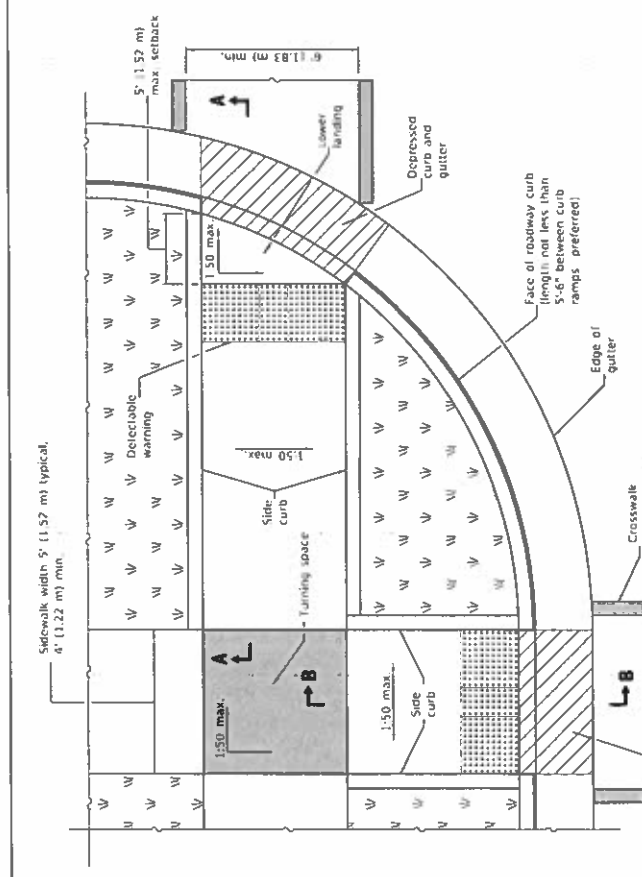 Sidewalk width 5' (1.52 m) typical,
4' (1.22 m) min.
5' (1.52 m)
max. setback
6' (1.83 m) min.
A
Lower
landing
Depressed
curb and
gutter
1:50 max.
Detectable
warning
1:50 max.
Side
curb
Face of roadway curb
(length not less than
5'-6" between curb
ramps preferred)
Edge of
gutter
Turning space
A
B
1:50 max.
1:50 max.
Side
curb
Crosswalk
B